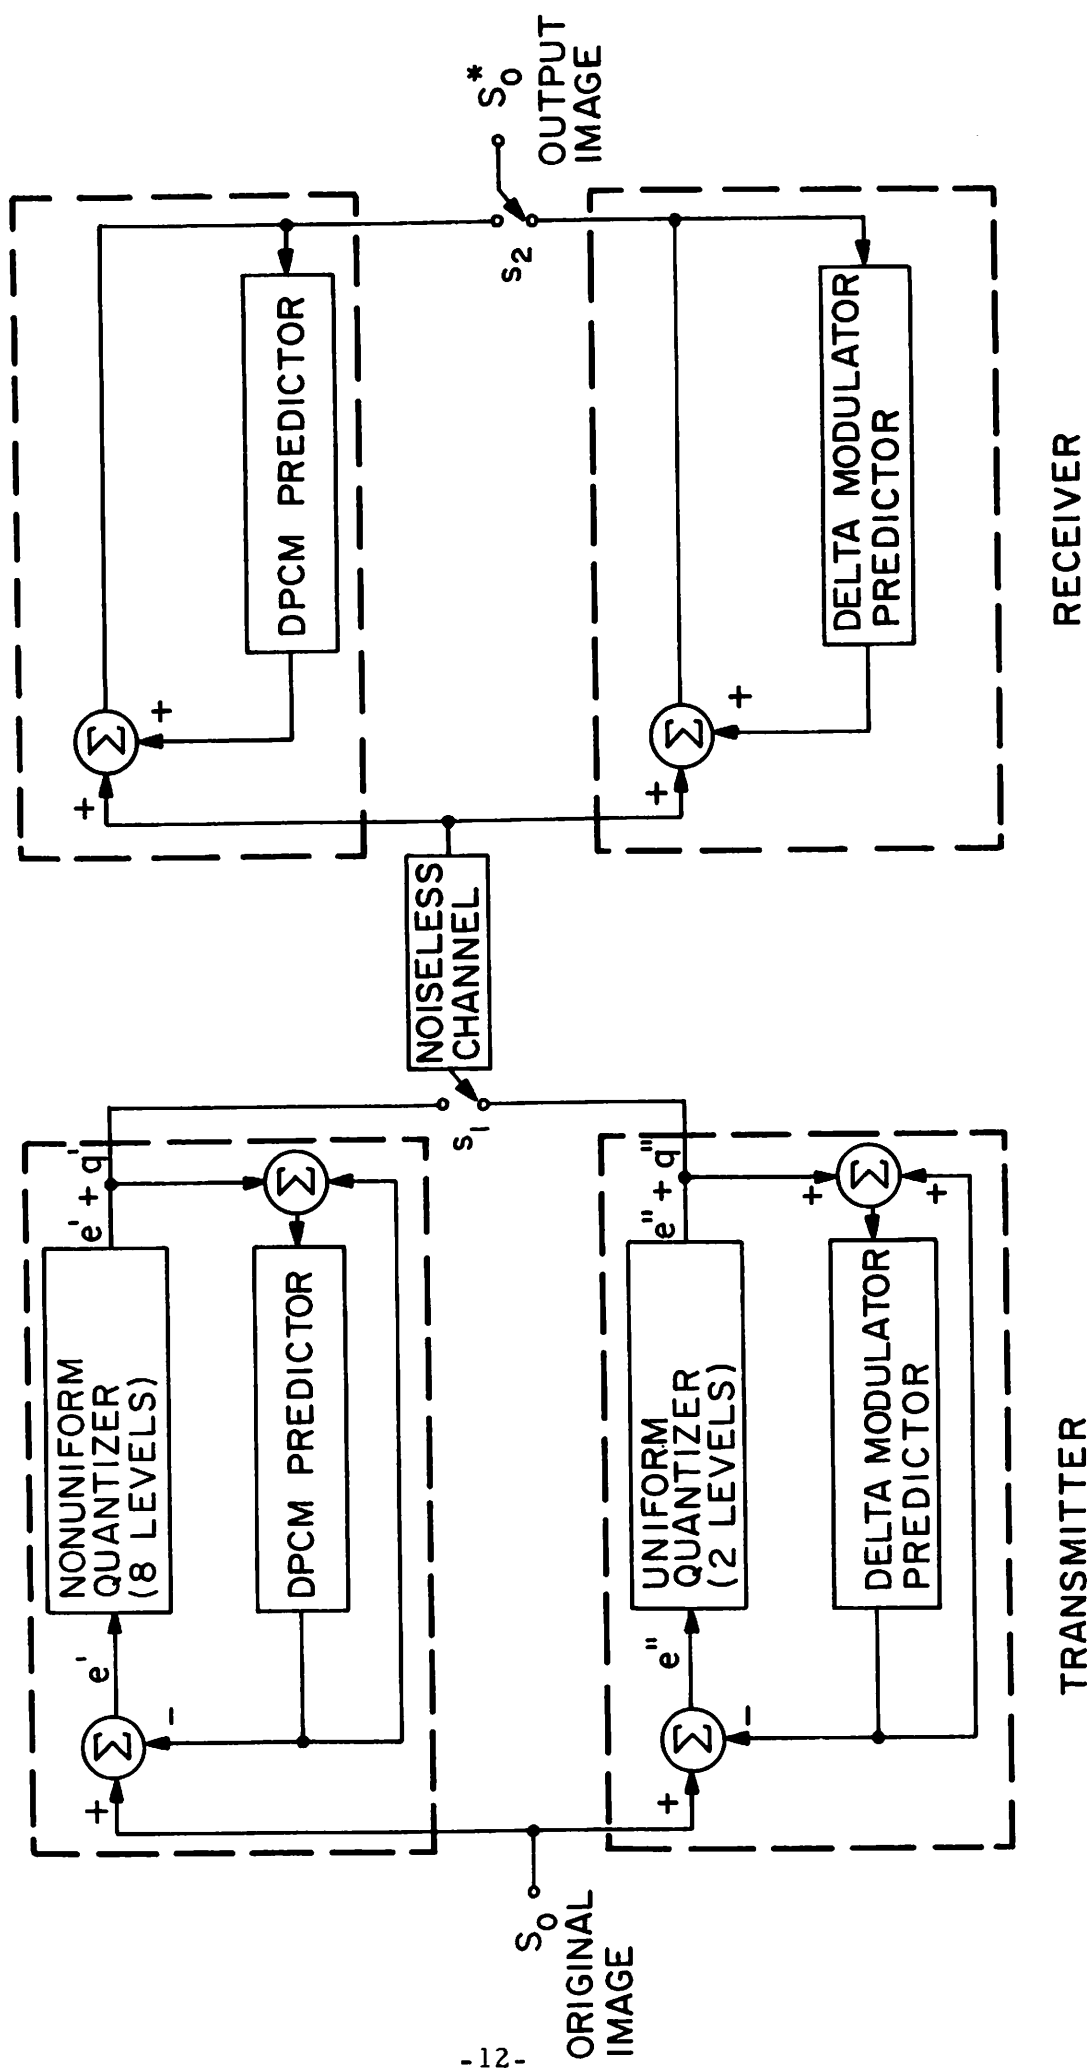 S₀
ORIGINAL
IMAGE
+
Σ
-
e'
NONUNIFORM
QUANTIZER
(8 LEVELS)
e' + q'
DPCM PREDICTOR
Σ
+
Σ
-
e"
UNIFORM
QUANTIZER
(2 LEVELS)
e" + q"
DELTA MODULATOR
PREDICTOR
+
Σ
+
s₁
NOISELESS
CHANNEL
+
Σ
+
DPCM PREDICTOR
+
Σ
+
DELTA MODULATOR
PREDICTOR
s₂
S₀*
OUTPUT
IMAGE
TRANSMITTER
RECEIVER
-12-